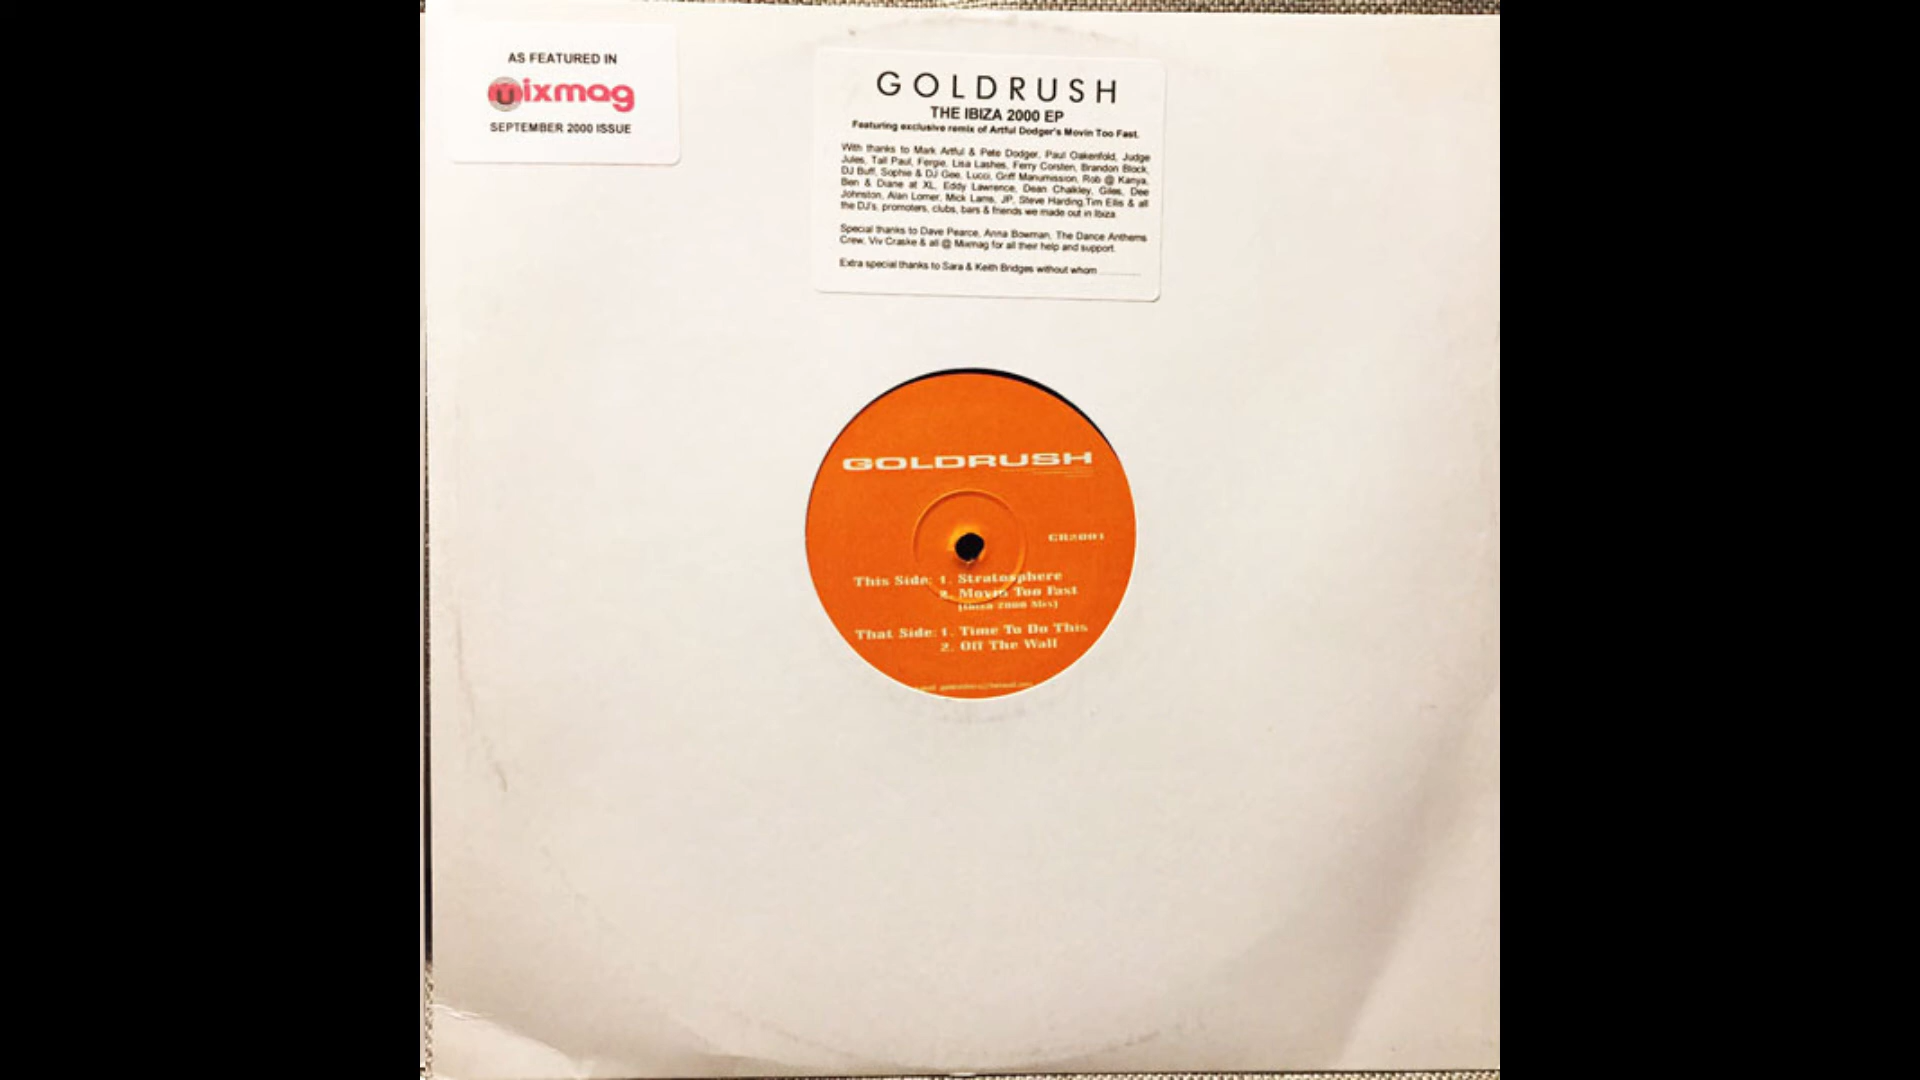 AS FEATURED IN
mixmag
SEPTEMBER 2000 ISSUE
GOLDRUSH
THE IBIZA 2000 EP
Featuring exclusive remix of Artful Dodger's Movin Too Fast.
With thanks to Mark Artful & Pete Dodger, Paul Oakenfold, Judge
Jules, Tall Paul, Fergie, Lisa Lashes, Ferry Corsten, Brandon Block,
DJ Buff, Sophie & DJ Gee, Lucci, Griff Manumission, Rob @ Kanya,
Ben & Diane at XL, Eddy Lawrence, Dean Chalkley, Giles, Dee
Johnston, Alan Lomer, Mick Lams, JP, Steve Harding,Tim Ellis & all
the DJ's, promoters, clubs, bars & friends we made out in Ibiza
Special thanks to Dave Pearce, Anna Bowman, The Dance Anthems
Crew, Viv Craske & all @ Mixmag for all their help and support.
Extra special thanks to Sara & Keith Bridges without whom ..............
GOLDRUSH
GR2001
This Side: 1. Stratosphere
2. Movin Too Fast
(Ibiza 2000 Mix)
That Side: 1. Time To Do This
2. Off The Wall